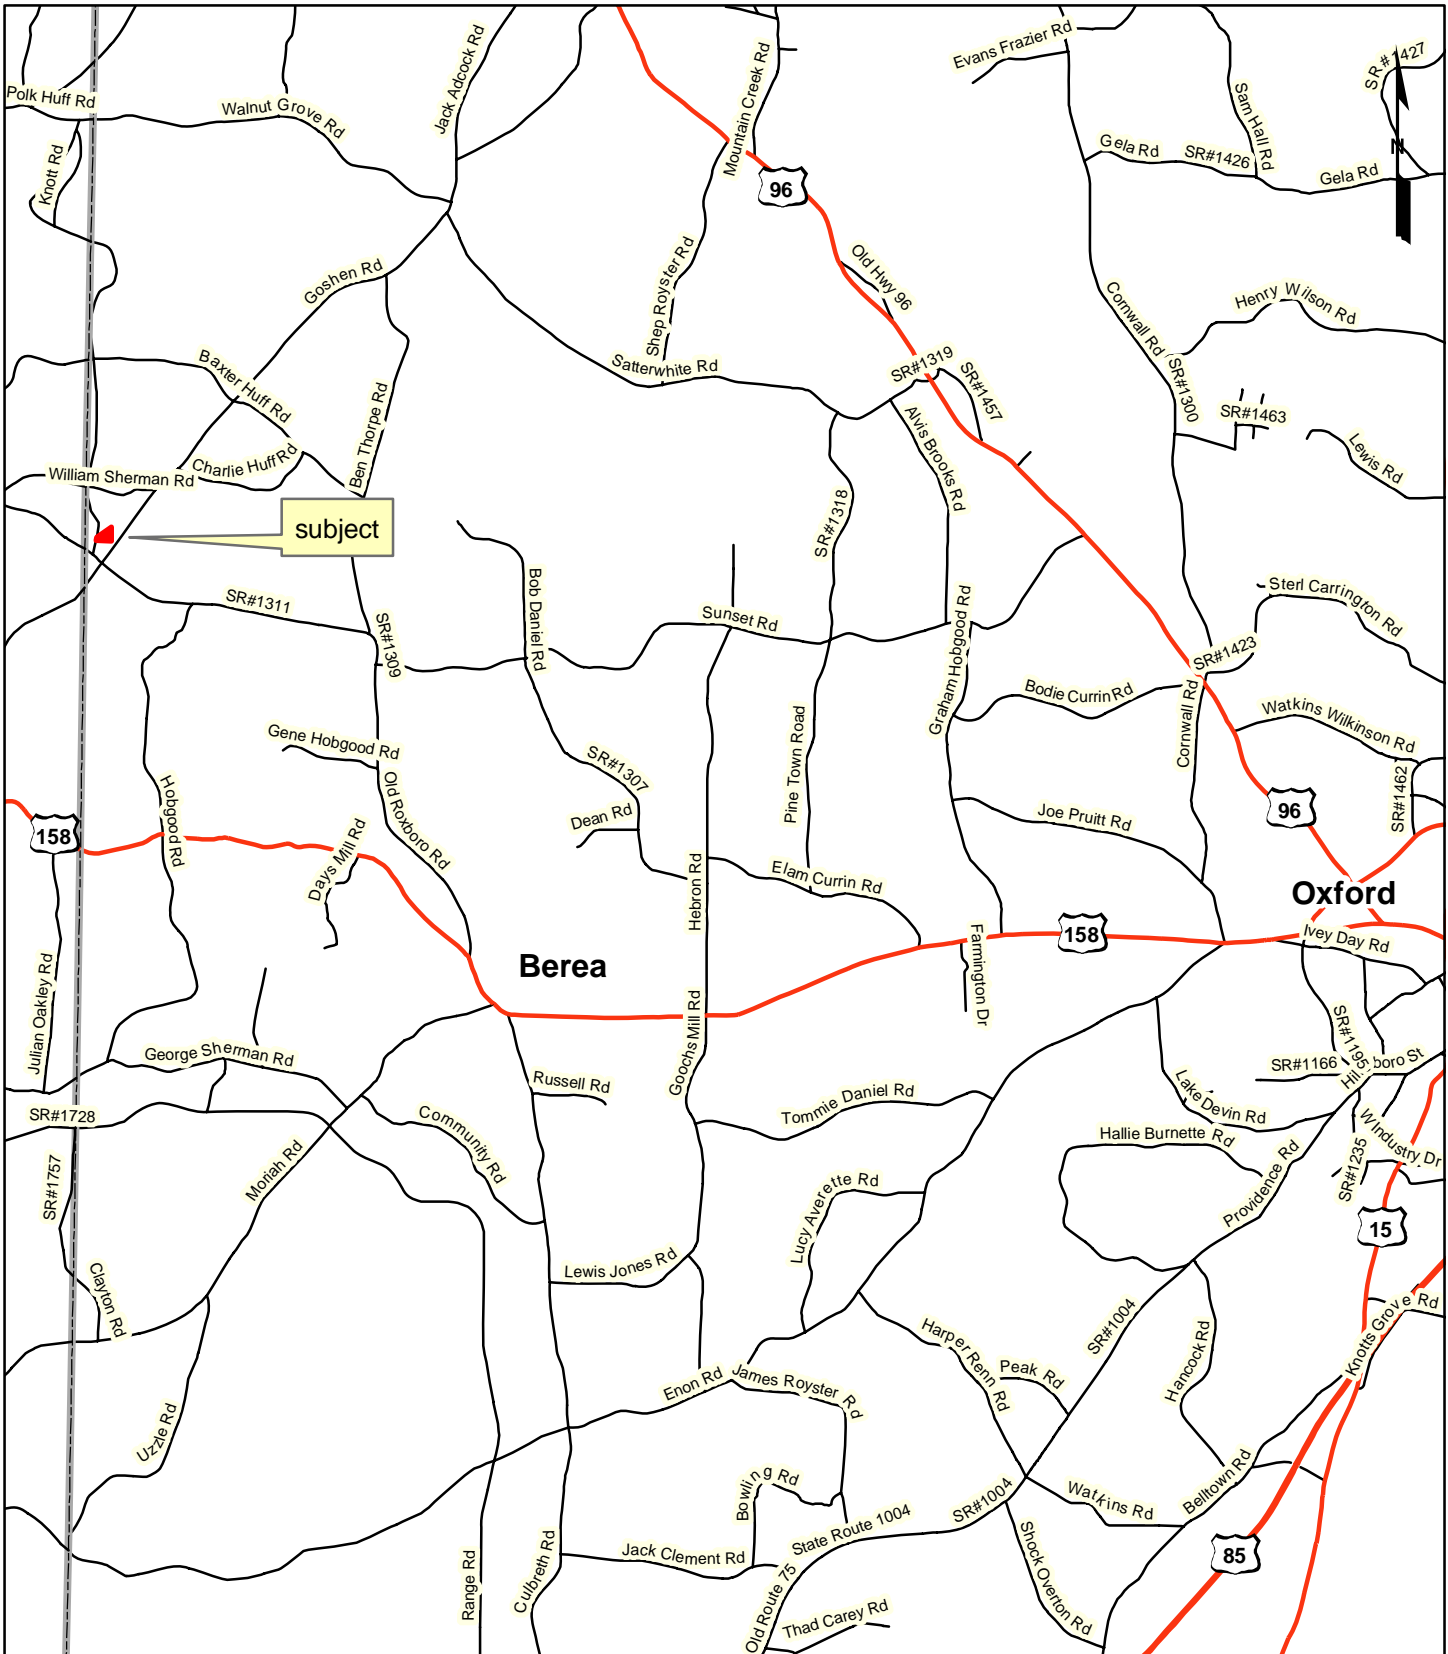 Polk Huff Rd
Walnut Grove Rd
Jack Adcock Rd
Mountain Creek Rd
Evans Frazier Rd
SR#1427
Sam Hall Rd
Knott Rd
96
Gela Rd
SR#1426
Gela Rd
N
Goshen Rd
Shep Royster Rd
Old Hwy 96
Cornwall Rd
Henry Wilson Rd
Baxter Huff Rd
Ben Thorpe Rd
Satterwhite Rd
SR#1319
SR#1457
SR#1300
SR#1463
Alvis Brooks Rd
Lewis Rd
William Sherman Rd
Charlie Huff Rd
subject
SR#1318
SR#1311
SR#1309
Bob Daniel Rd
Sunset Rd
Graham Hobgood Rd
Sterl Carrington Rd
SR#1423
Bodie Currin Rd
Cornwall Rd
Watkins Wilkinson Rd
Gene Hobgood Rd
SR#1307
Pine Town Road
SR#1462
Hobgood Rd
Old Roxboro Rd
Dean Rd
Joe Pruitt Rd
96
158
Days Mill Rd
Hebron Rd
Elam Currin Rd
Oxford
158
Ivey Day Rd
Berea
Farmington Dr
Julian Oakley Rd
Goochs Mill Rd
SR#1195
George Sherman Rd
SR#1166
Russell Rd
Tommie Daniel Rd
Lake Devin Rd
SR#1728
Community Rd
Hallie Burnette Rd
W Industry Dr
SR#1757
Moriah Rd
Lucy Averette Rd
Providence Rd
SR#1235
15
Clayton Rd
Lewis Jones Rd
SR#1004
Hancock Rd
Knotts Grove Rd
Harper Renn Rd
Peak Rd
Enon Rd
James Royster Rd
Uzzle Rd
Bowling Rd
SR#1004
Watkins Rd
Belltown Rd
State Route 1004
Shock Overton Rd
85
Range Rd
Culbreth Rd
Jack Clement Rd
Old Route 75
Thad Carey Rd